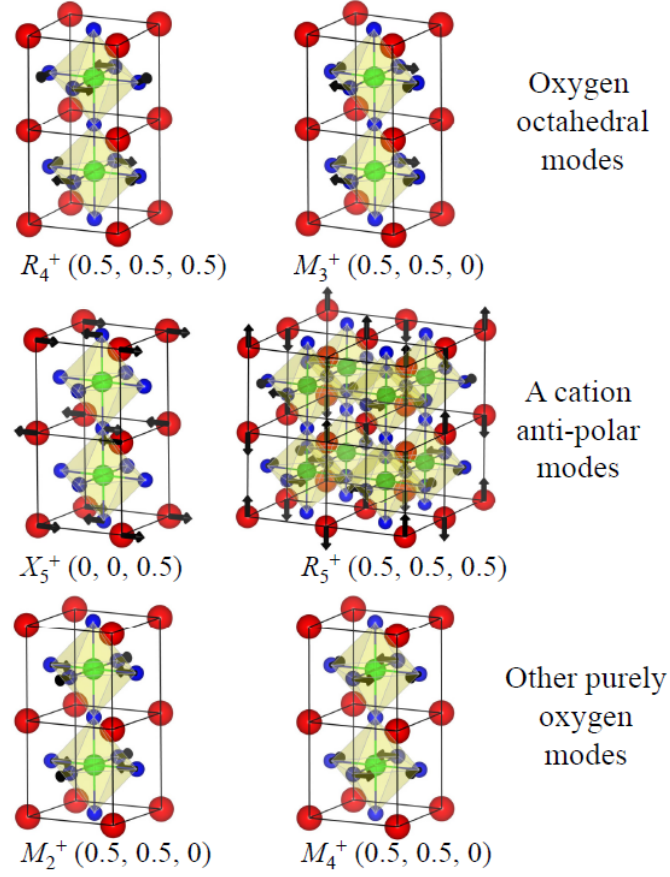 Oxygen
octahedral
modes
R₄⁺ (0.5, 0.5, 0.5)
M₃⁺ (0.5, 0.5, 0)
A cation
anti-polar
modes
X₅⁺ (0, 0, 0.5)
R₅⁺ (0.5, 0.5, 0.5)
Other purely
oxygen
modes
M₂⁺ (0.5, 0.5, 0)
M₄⁺ (0.5, 0.5, 0)